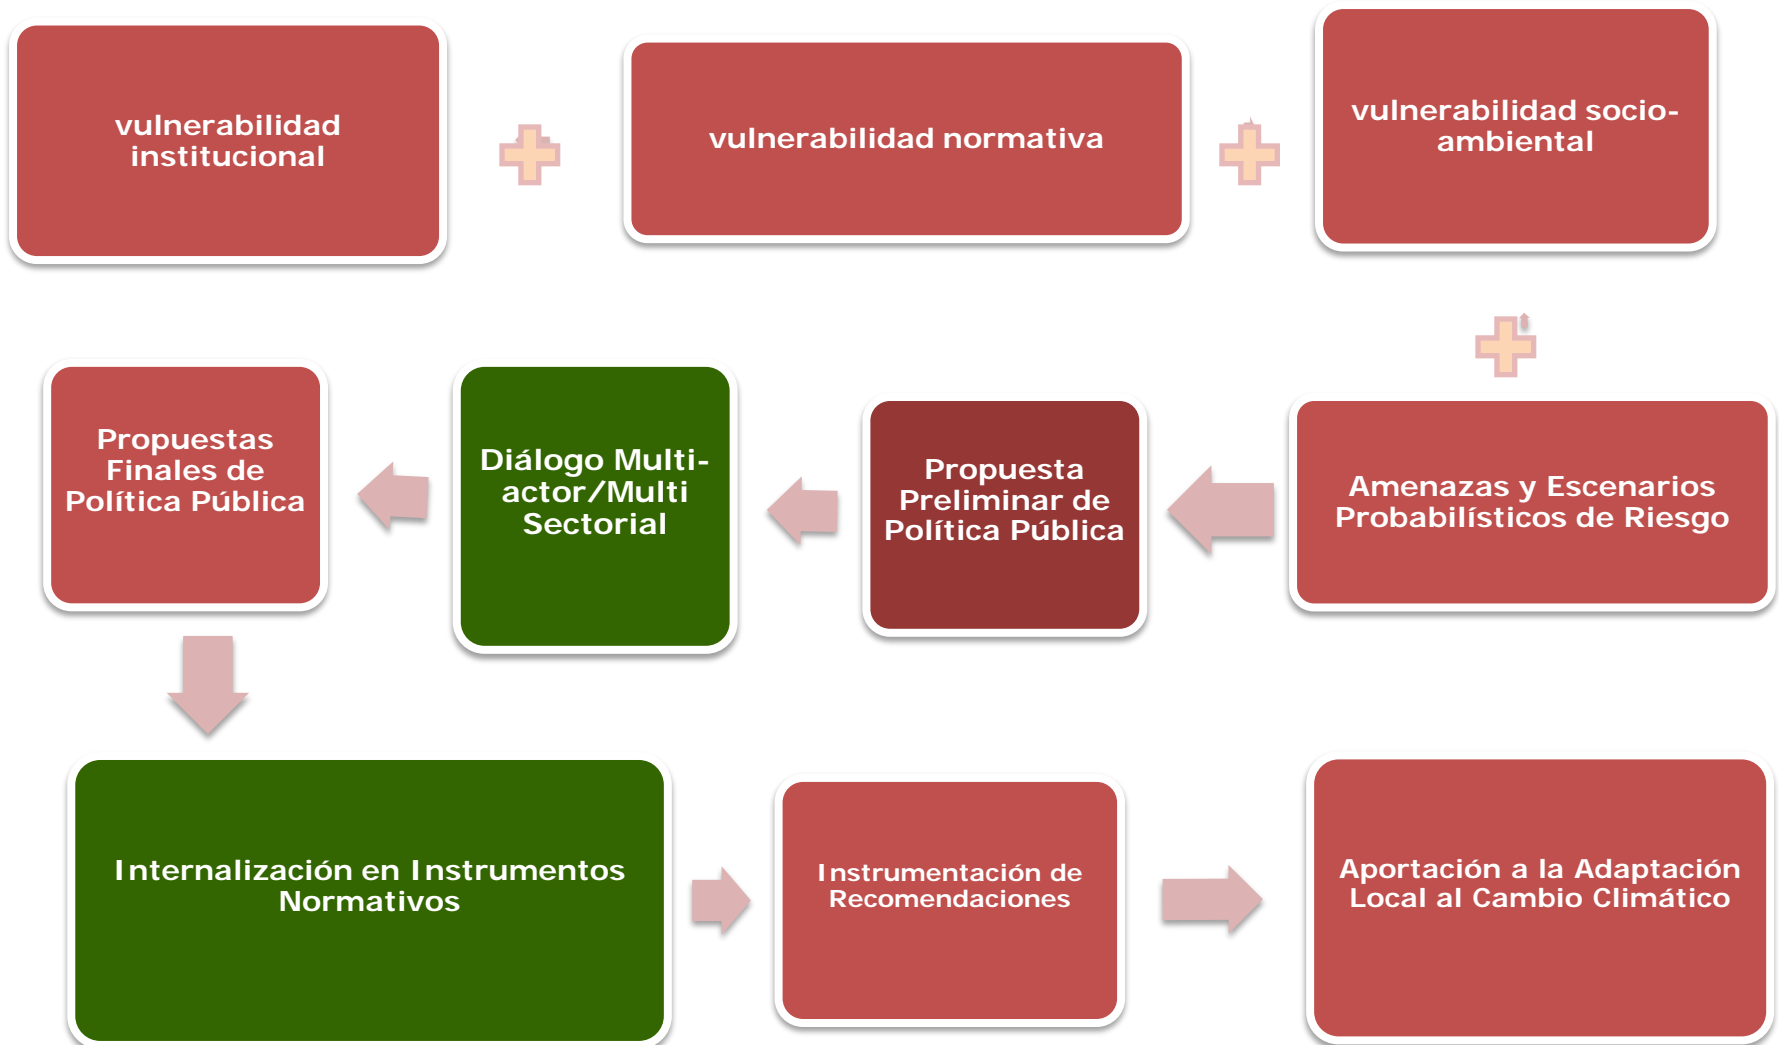 vulnerabilidad
institucional
vulnerabilidad normativa
vulnerabilidad socio-
ambiental
Amenazas y Escenarios
Probabilísticos de Riesgo
Propuesta
Preliminar de
Política Pública
Diálogo Multi-
actor/Multi
Sectorial
Propuestas
Finales de
Política Pública
Internalización en Instrumentos
Normativos
Instrumentación de
Recomendaciones
Aportación a la Adaptación
Local al Cambio Climático